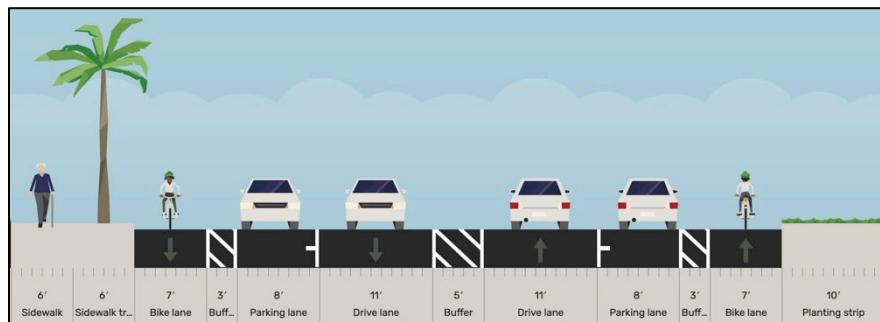 6′ 6′ 7′ 3′ 8′ 11′ 5′ 11′ 8′ 3′ 7′ 10′
Sidewalk Sidewalk tr... Bike lane Buff... Parking lane Drive lane Buffer Drive lane Parking lane Buff... Bike lane Planting strip